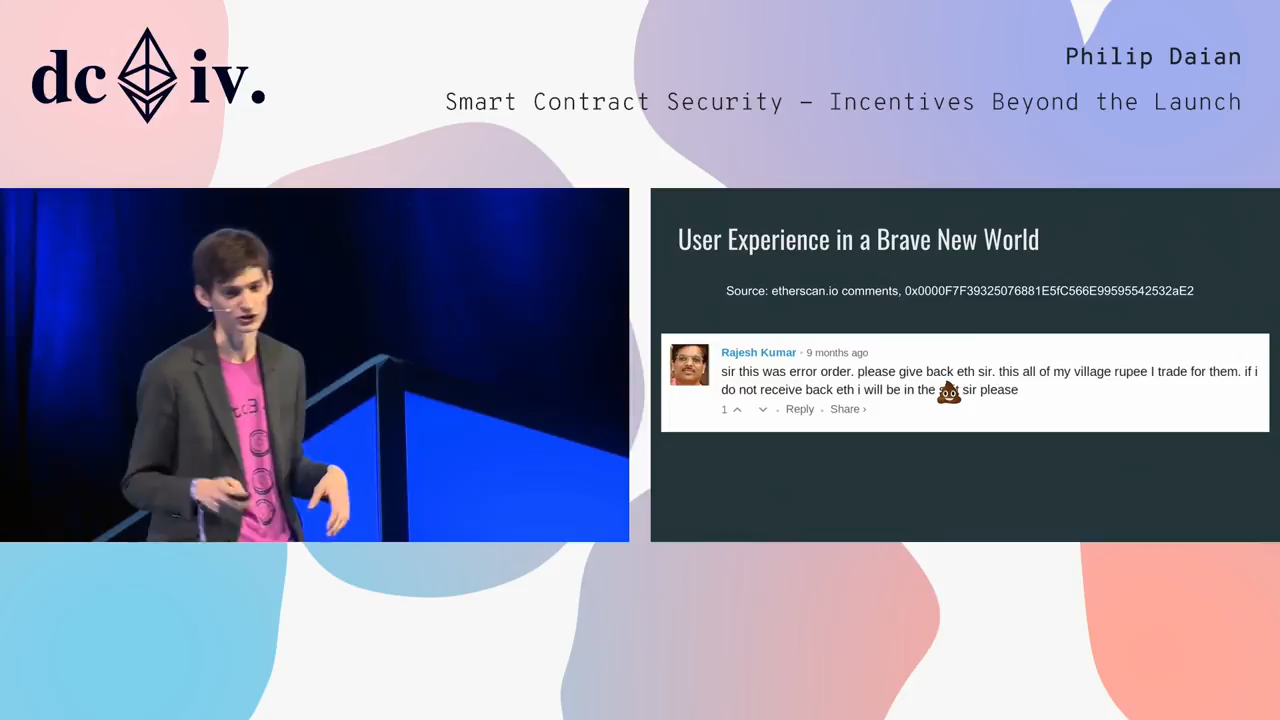 dc iv.
Philip Daian
Smart Contract Security – Incentives Beyond the Launch
User Experience in a Brave New World
Source: etherscan.io comments, 0x0000F7F39325076881E5fC566E99595542532aE2
Rajesh Kumar • 9 months ago
sir this was error order. please give back eth sir. this all of my village rupee I trade for them. if i
do not receive back eth i will be in the sir please
1 Reply • Share ›